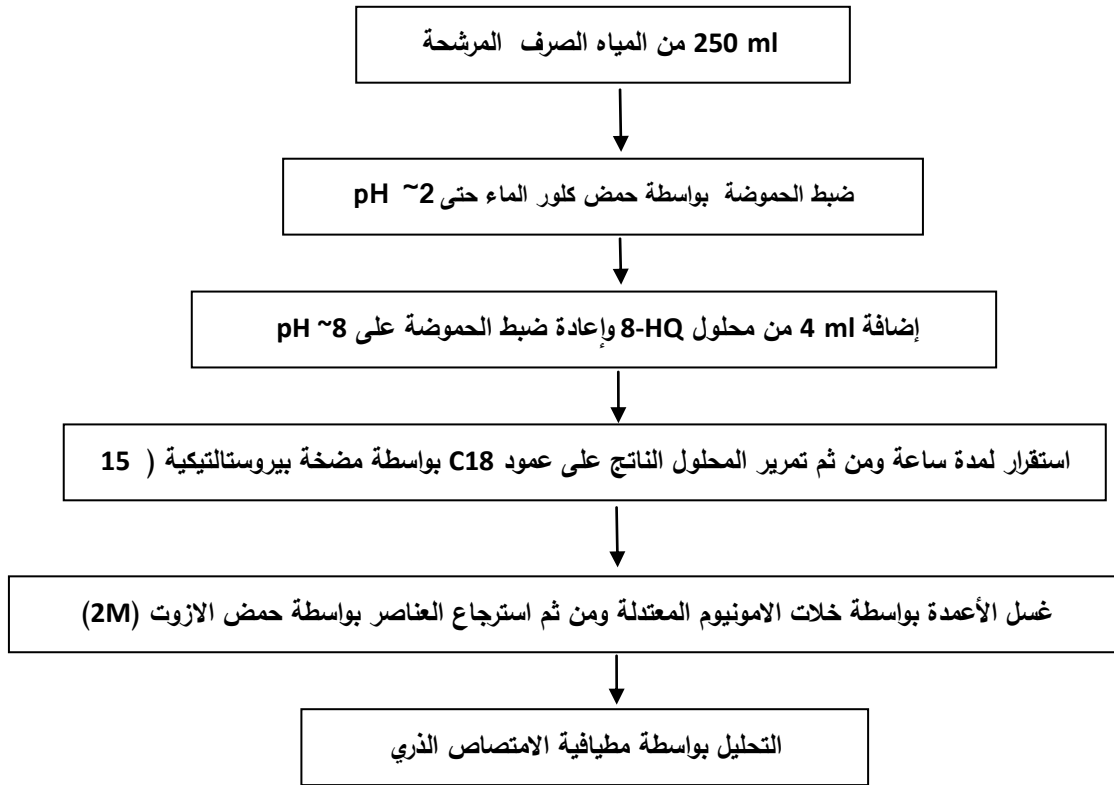 250 ml من المياه الصرف المرشحة
ضبط الحموضة بواسطة حمض كلور الماء حتى pH ~2
إضافة 4 ml من محلول 8-HQ وإعادة ضبط الحموضة على pH ~8
استقرار لمدة ساعة ومن ثم تمرير المحلول الناتج على عمود C18 بواسطة مضخة بيروستالتيكية ( 15
غسل الأعمدة بواسطة خلات الامونيوم المعتدلة ومن ثم استرجاع العناصر بواسطة حمض الازوت (2M)
التحليل بواسطة مطيافية الامتصاص الذري